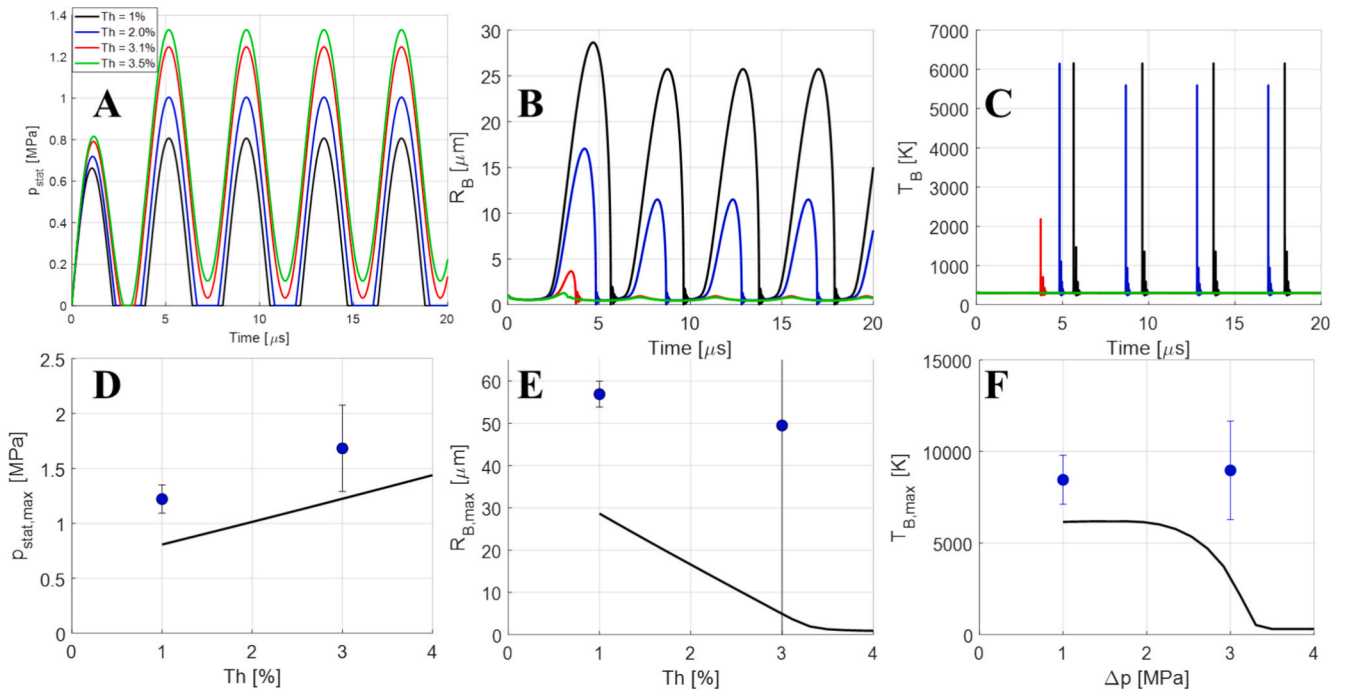 Th = 1%
Th = 2.0%
Th = 3.1%
Th = 3.5%
A
p_stat [MPa]
1.4
1.2
1
0.8
0.6
0.4
0.2
0
0 5 10 15 20
Time [μs]
B
R_B [μm]
30
25
20
15
10
5
0
0 5 10 15 20
Time [μs]
C
T_B [K]
7000
6000
5000
4000
3000
2000
1000
0
0 5 10 15 20
Time [μs]
D
p_stat,max [MPa]
2.5
2
1.5
1
0.5
0
0 1 2 3 4
Th [%]
E
R_B,max [μm]
60
50
40
30
20
10
0
0 1 2 3 4
Th [%]
F
T_B,max [K]
15000
10000
5000
0
0 1 2 3 4
Δp [MPa]